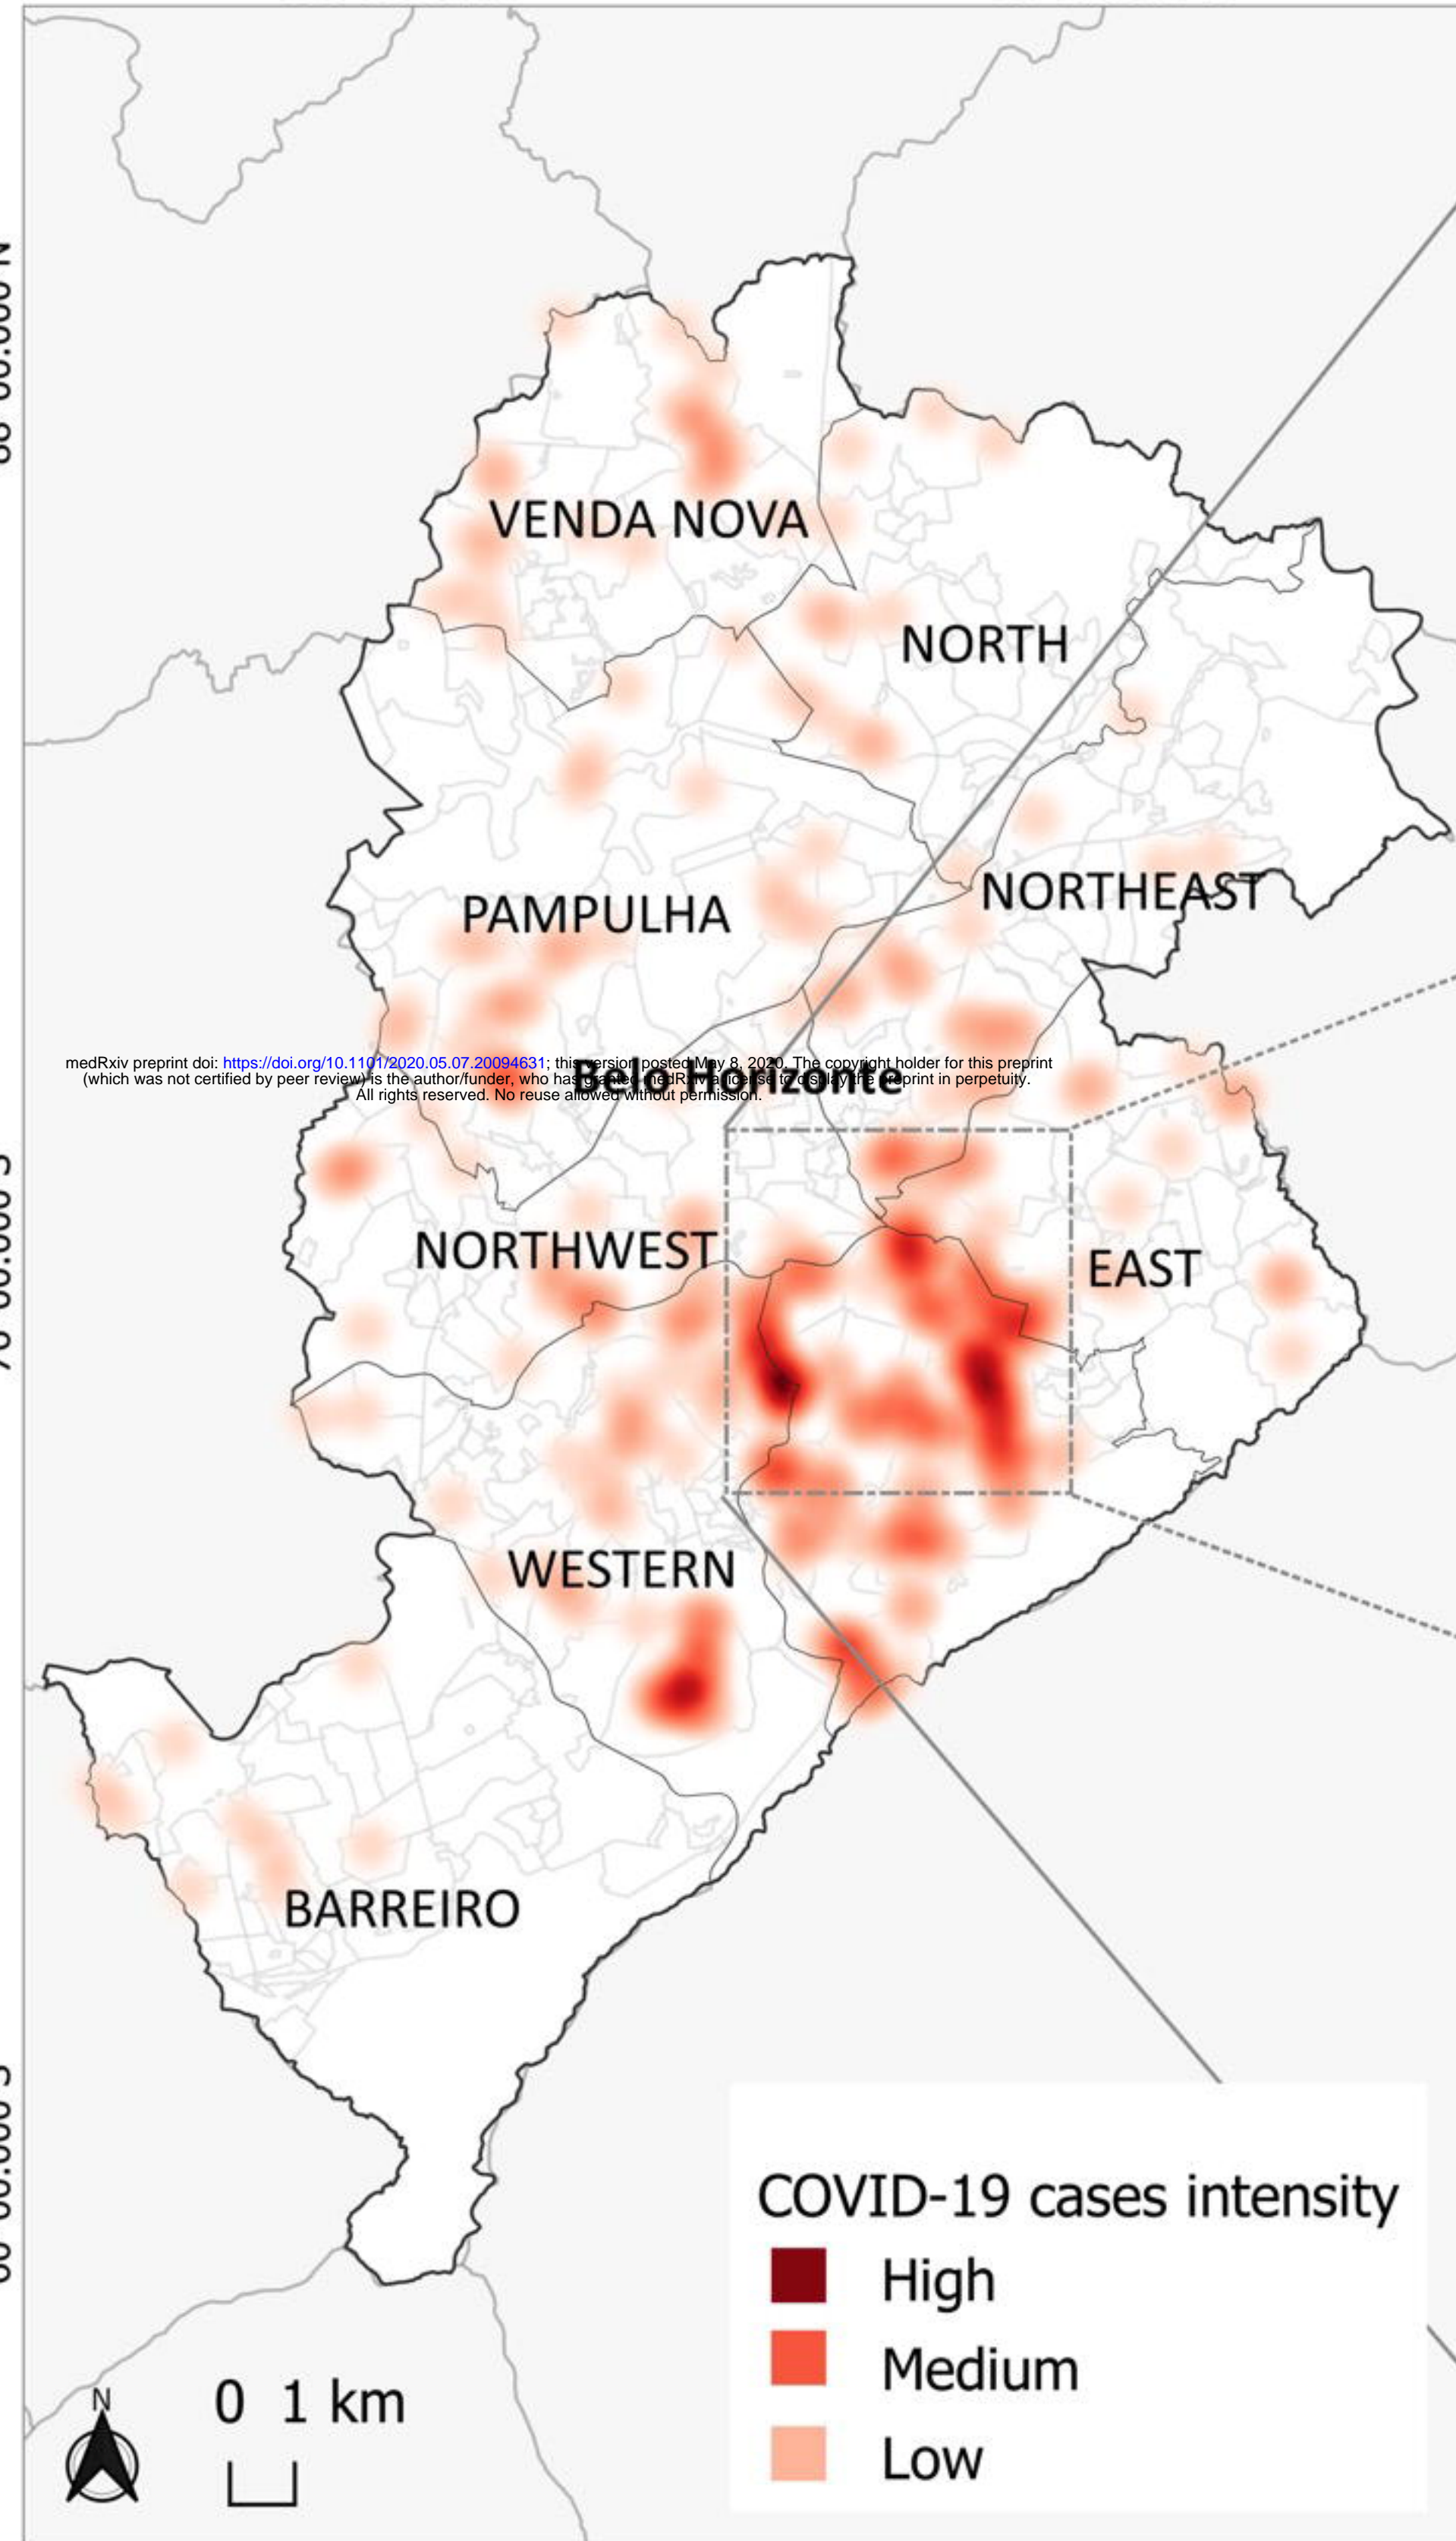 VENDA NOVA
NORTH
NORTHEAST
PAMPULHA
medRxiv preprint doi: https://doi.org/10.1101/2020.05.07.20094631; this version posted May 8, 2020. The copyright holder for this preprint
(which was not certified by peer review) is the author/funder, who has granted medRxiv a license to display the preprint in perpetuity.
All rights reserved. No reuse allowed without permission.
Belo Horizonte
NORTHWEST
EAST
WESTERN
BARREIRO
COVID-19 cases intensity
High
Medium
Low
N
0 1 km